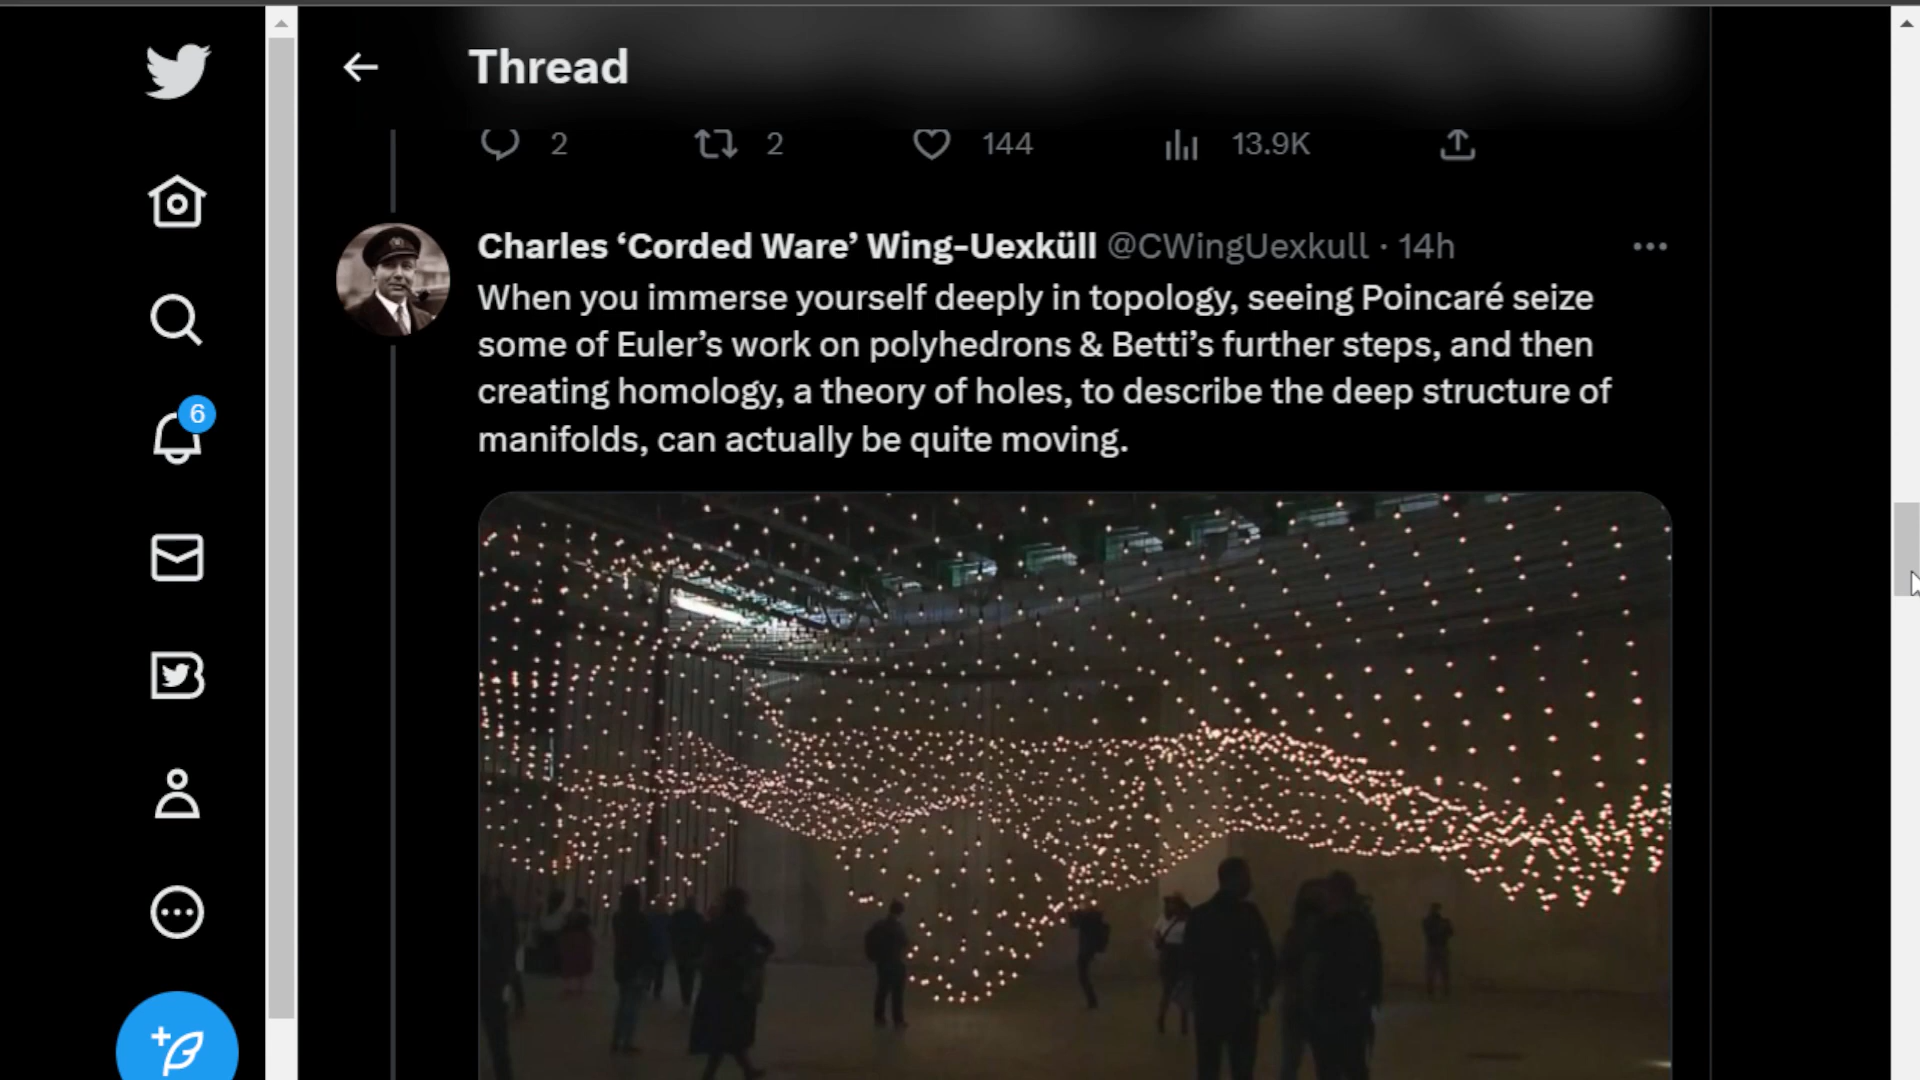 Thread
2 2 144 13.9K
Charles ‘Corded Ware’ Wing-Uexküll @CWingUexkull · 14h
When you immerse yourself deeply in topology, seeing Poincaré seize
some of Euler’s work on polyhedrons & Betti’s further steps, and then
creating homology, a theory of holes, to describe the deep structure of
manifolds, can actually be quite moving.
6